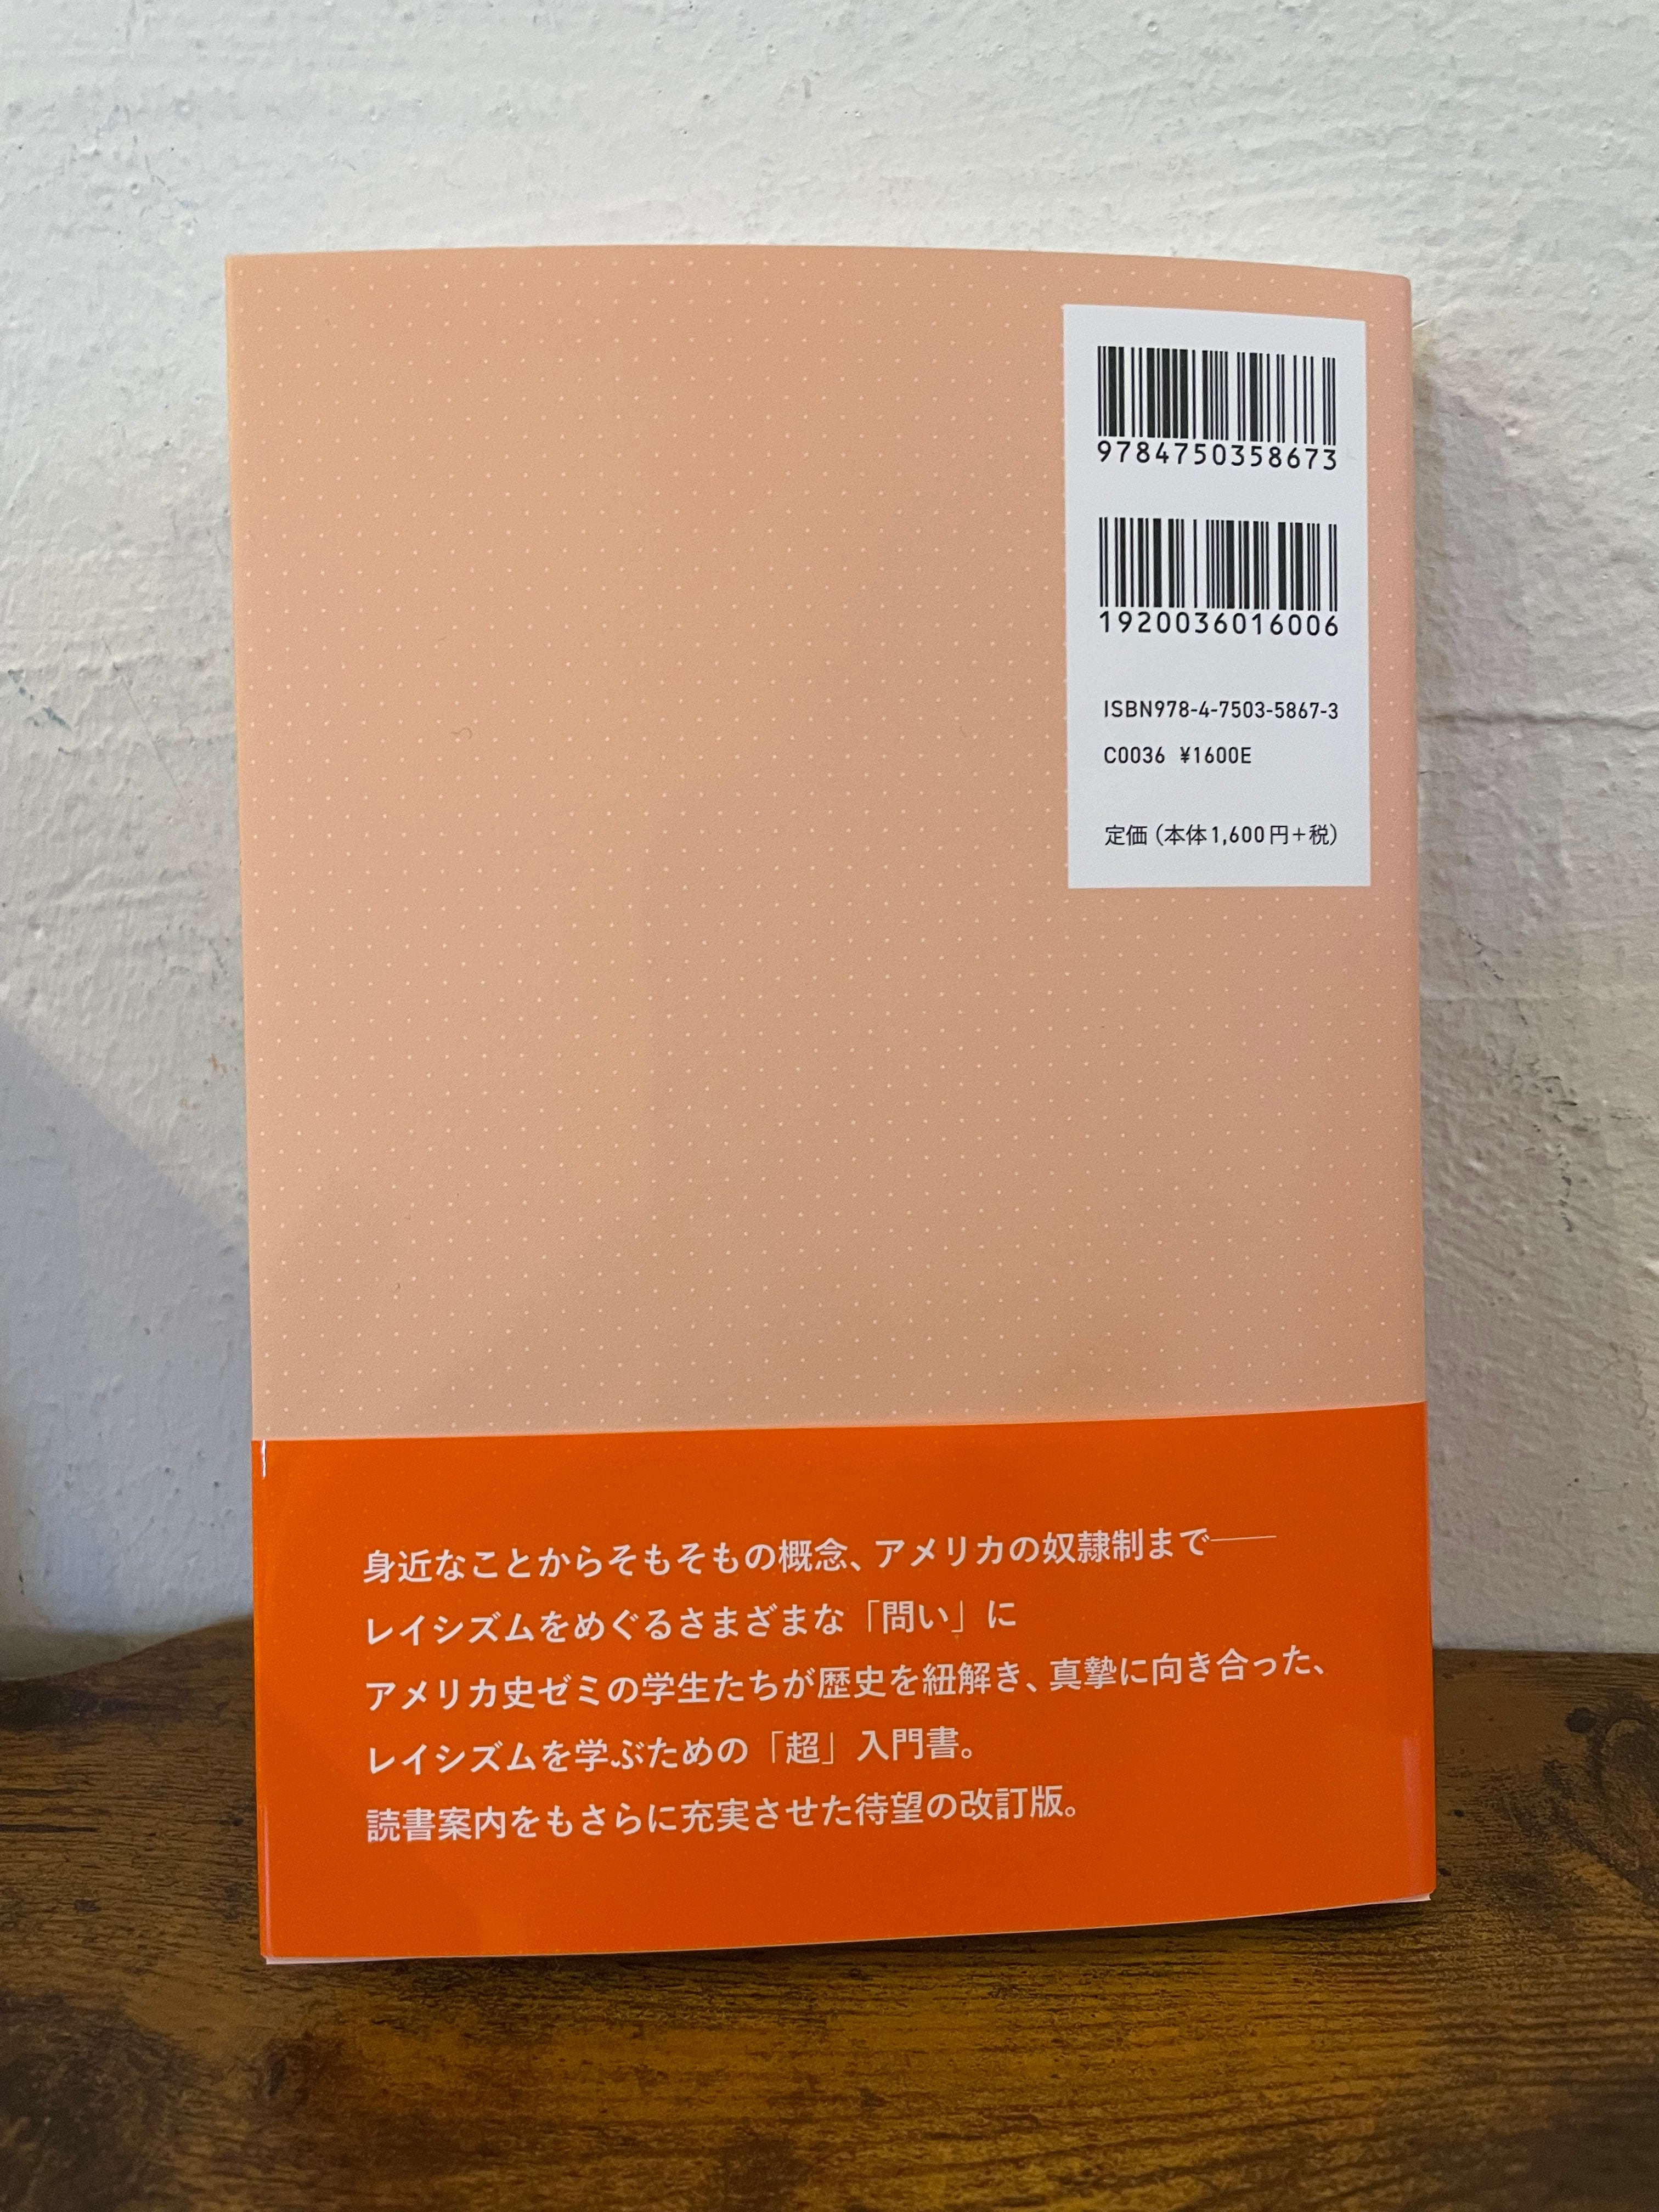 9784750358673
1920036016006
ISBN978-4-7503-5867-3
C0036 ¥1600E
定価（本体1,600円+税）
身近なことからそもそもの概念、アメリカの奴隷制まで──
レイシズムをめぐるさまざまな「問い」に
アメリカ史ゼミの学生たちが歴史を紐解き、真摯に向き合った、
レイシズムを学ぶための「超」入門書。
読書案内をもさらに充実させた待望の改訂版。